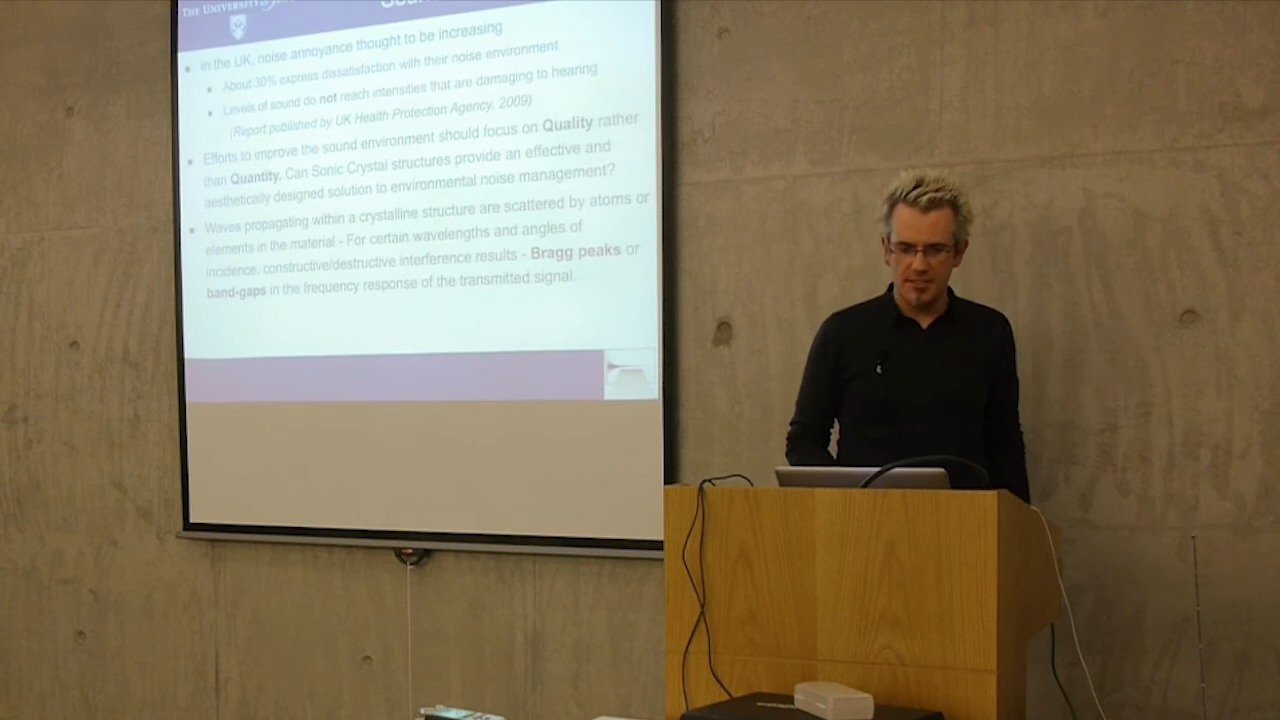 THE UNIVERSITY of
In the UK, noise annoyance thought to be increasing
About 30% express dissatisfaction with their noise environment
Levels of sound do not reach intensities that are damaging to hearing
(Report published by UK Health Protection Agency, 2009)
Efforts to improve the sound environment should focus on Quality rather
than Quantity. Can Sonic Crystal structures provide an effective and
aesthetically designed solution to environmental noise management?
Waves propagating within a crystalline structure are scattered by atoms or
elements in the material - For certain wavelengths and angles of
incidence, constructive/destructive interference results - Bragg peaks or
band-gaps in the frequency response of the transmitted signal.